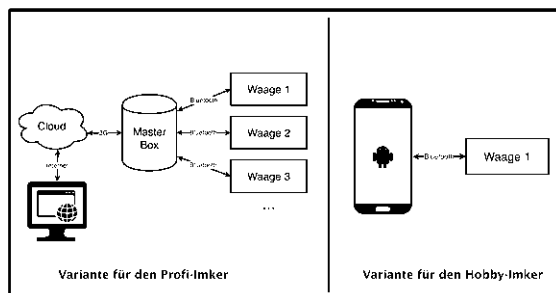 Bluetooth
Waage 1
Cloud
3G
Master
Box
Bluetooth
Waage 2
Internet
Bluetooth
Waage 3
...
Variante für den Profi-Imker
Bluetooth
Waage 1
Variante für den Hobby-Imker